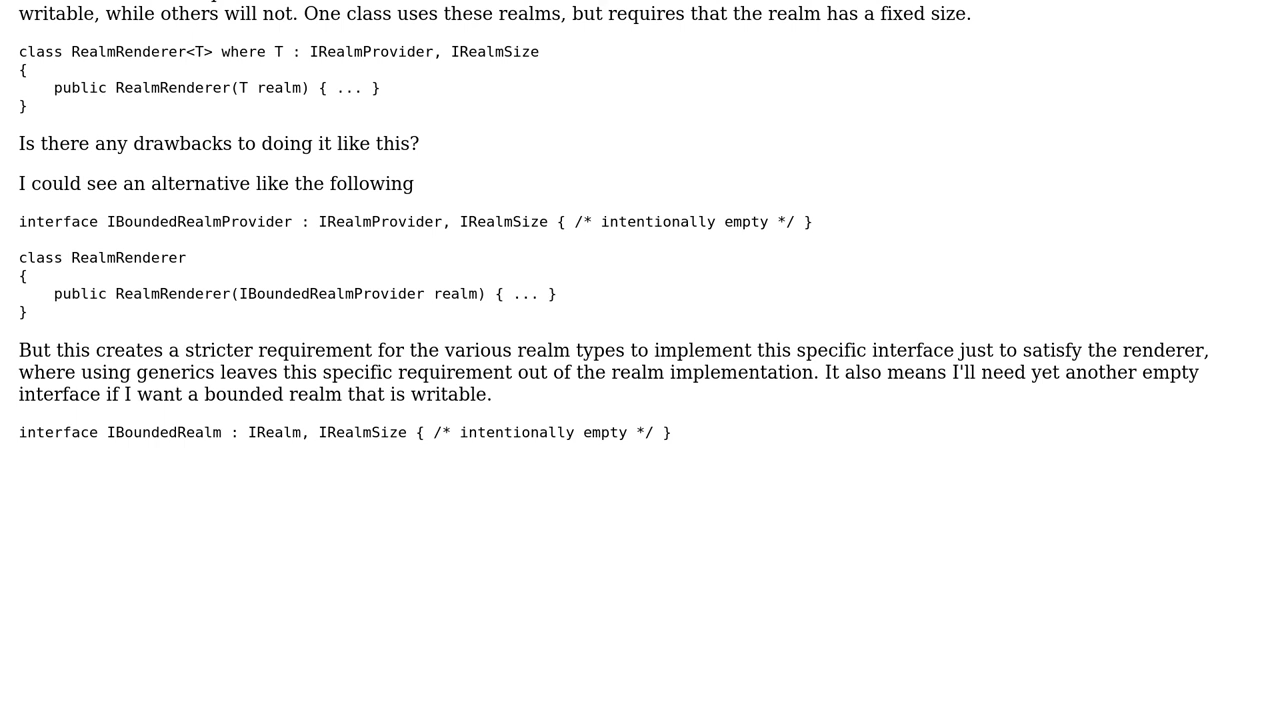 writable, while others will not. One class uses these realms, but requires that the realm has a fixed size.
class RealmRenderer<T> where T : IRealmProvider, IRealmSize
{
    public RealmRenderer(T realm) { ... }
}
Is there any drawbacks to doing it like this?
I could see an alternative like the following
interface IBoundedRealmProvider : IRealmProvider, IRealmSize { /* intentionally empty */ }
class RealmRenderer
{
    public RealmRenderer(IBoundedRealmProvider realm) { ... }
}
But this creates a stricter requirement for the various realm types to implement this specific interface just to satisfy the renderer,
where using generics leaves this specific requirement out of the realm implementation. It also means I'll need yet another empty
interface if I want a bounded realm that is writable.
interface IBoundedRealm : IRealm, IRealmSize { /* intentionally empty */ }